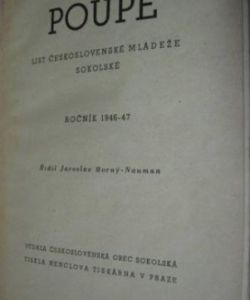 POUPĚ
LIST ČESKOSLOVENSKÉ MLÁDEŽE
SOKOLSKÉ
ROČNÍK 1946-47
Řídil Jaroslav Horný-Nauman
VYDALA ČESKOSLOVENSKÁ OBEC SOKOLSKÁ
TISKLA HENCLOVA TISKÁRNA V PRAZE